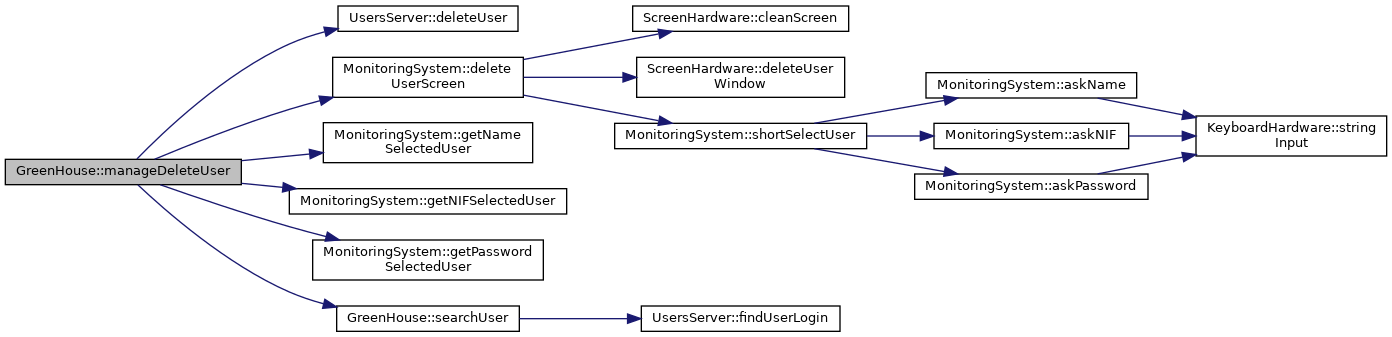 GreenHouse::manageDeleteUser
UsersServer::deleteUser
MonitoringSystem::delete
UserScreen
MonitoringSystem::getName
SelectedUser
MonitoringSystem::getNIFSelectedUser
MonitoringSystem::getPassword
SelectedUser
GreenHouse::searchUser
ScreenHardware::cleanScreen
ScreenHardware::deleteUser
Window
MonitoringSystem::shortSelectUser
UsersServer::findUserLogin
MonitoringSystem::askName
MonitoringSystem::askNIF
MonitoringSystem::askPassword
KeyboardHardware::string
Input